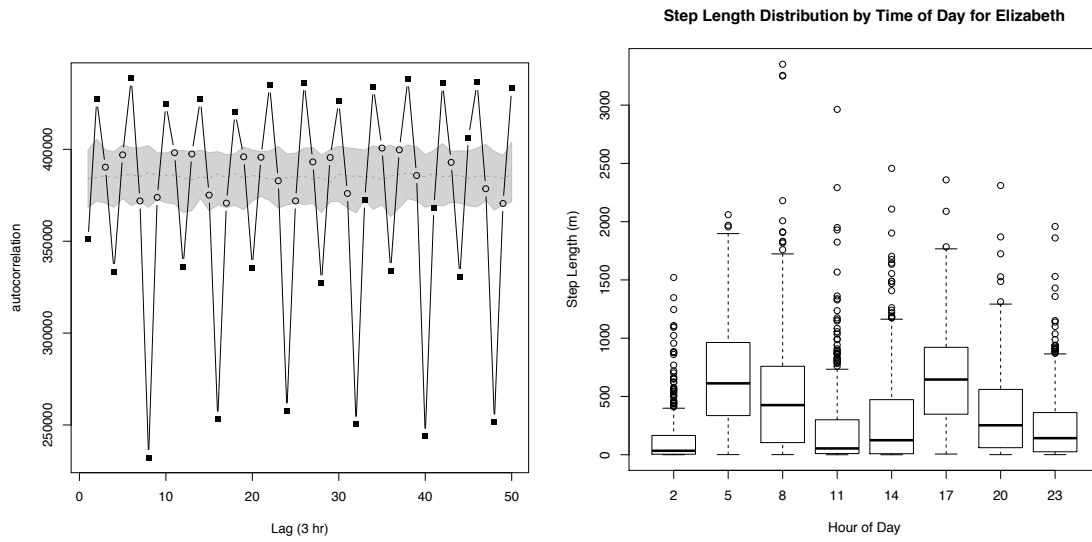 autocorrelation
400000
350000
300000
250000
0 10 20 30 40 50
Lag (3 hr)
Step Length Distribution by Time of Day for Elizabeth
Step Length (m)
3000
2500
2000
1500
1000
500
0
2 5 8 11 14 17 20 23
Hour of Day